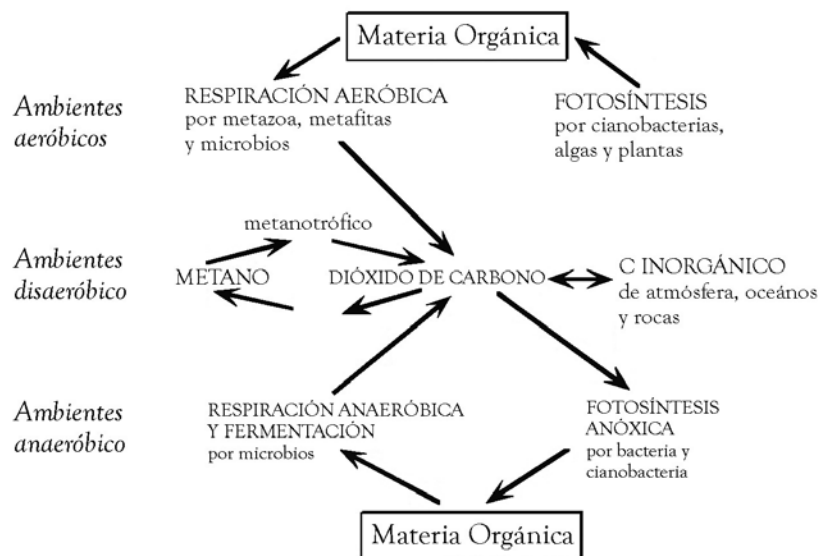 Materia Orgánica
Ambientes
aeróbicos
RESPIRACIÓN AERÓBICA
por metazoa, metafitas
y microbios
FOTOSÍNTESIS
por cianobacterias,
algas y plantas
metanotrófico
Ambientes
disaeróbico
METANO
DIÓXIDO DE CARBONO
C INORGÁNICO
de atmósfera, oceános
y rocas
Ambientes
anaeróbico
RESPIRACIÓN ANAERÓBICA
Y FERMENTACIÓN
por microbios
FOTOSÍNTESIS
ANÓXICA
por bacteria y
cianobacteria
Materia Orgánica